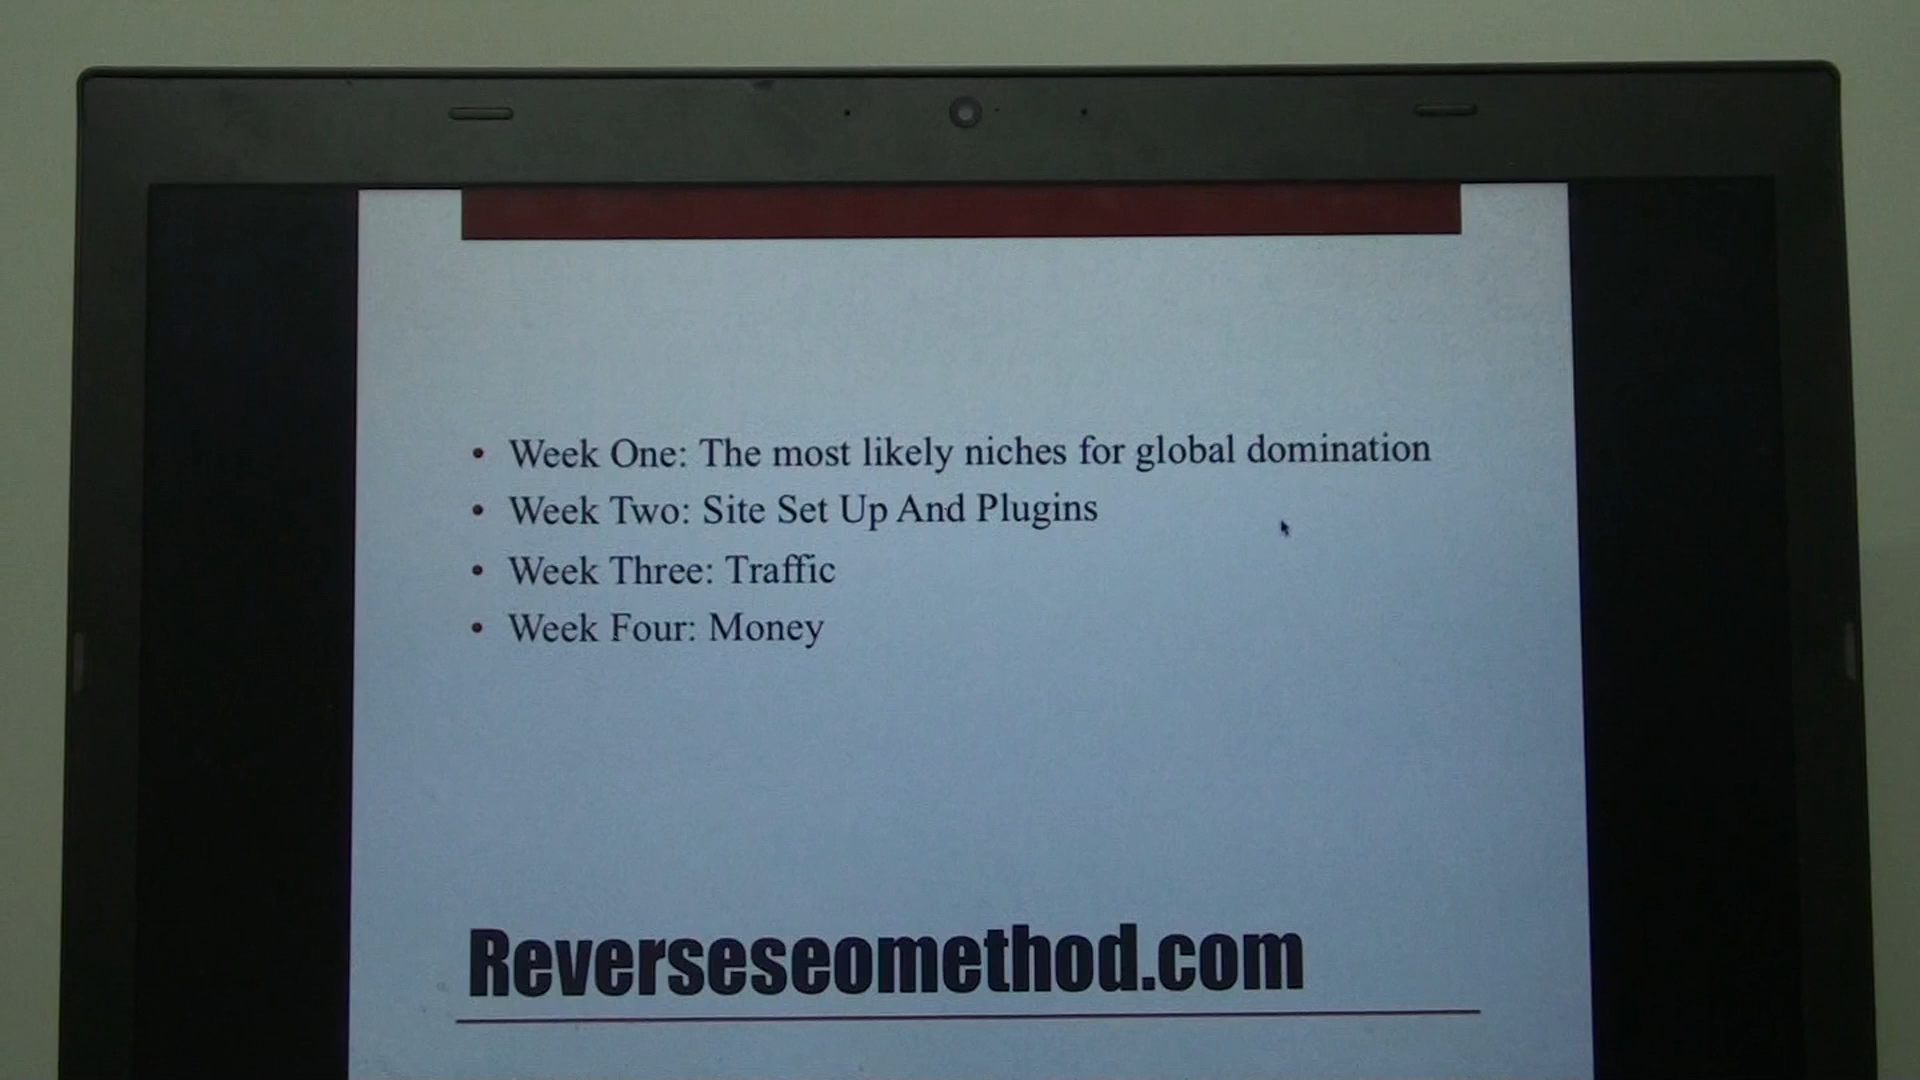 • Week One: The most likely niches for global domination
• Week Two: Site Set Up And Plugins
• Week Three: Traffic
• Week Four: Money
Reverseseomethod.com